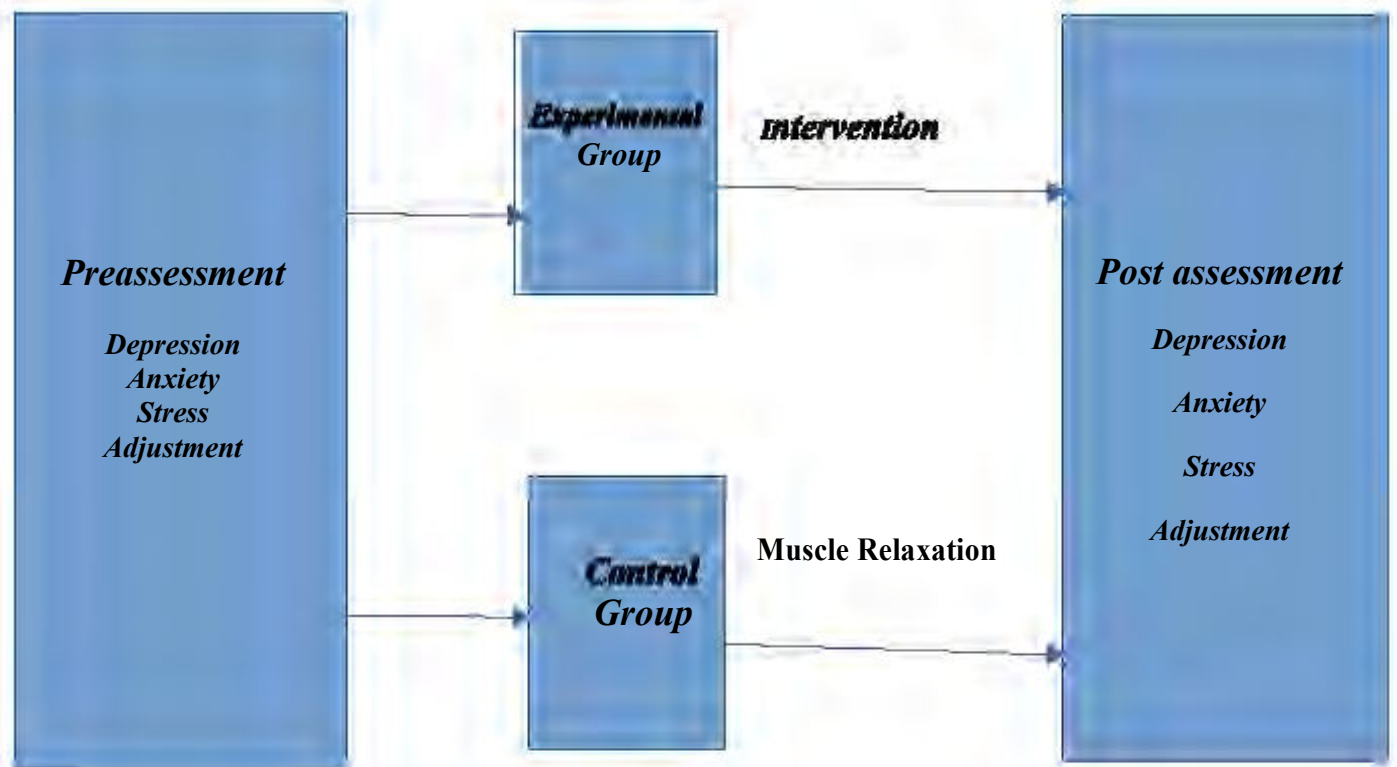 Preassessment
Depression
Anxiety
Stress
Adjustment
Experimental
Group
Intervention
Control
Group
Muscle Relaxation
Post assessment
Depression
Anxiety
Stress
Adjustment